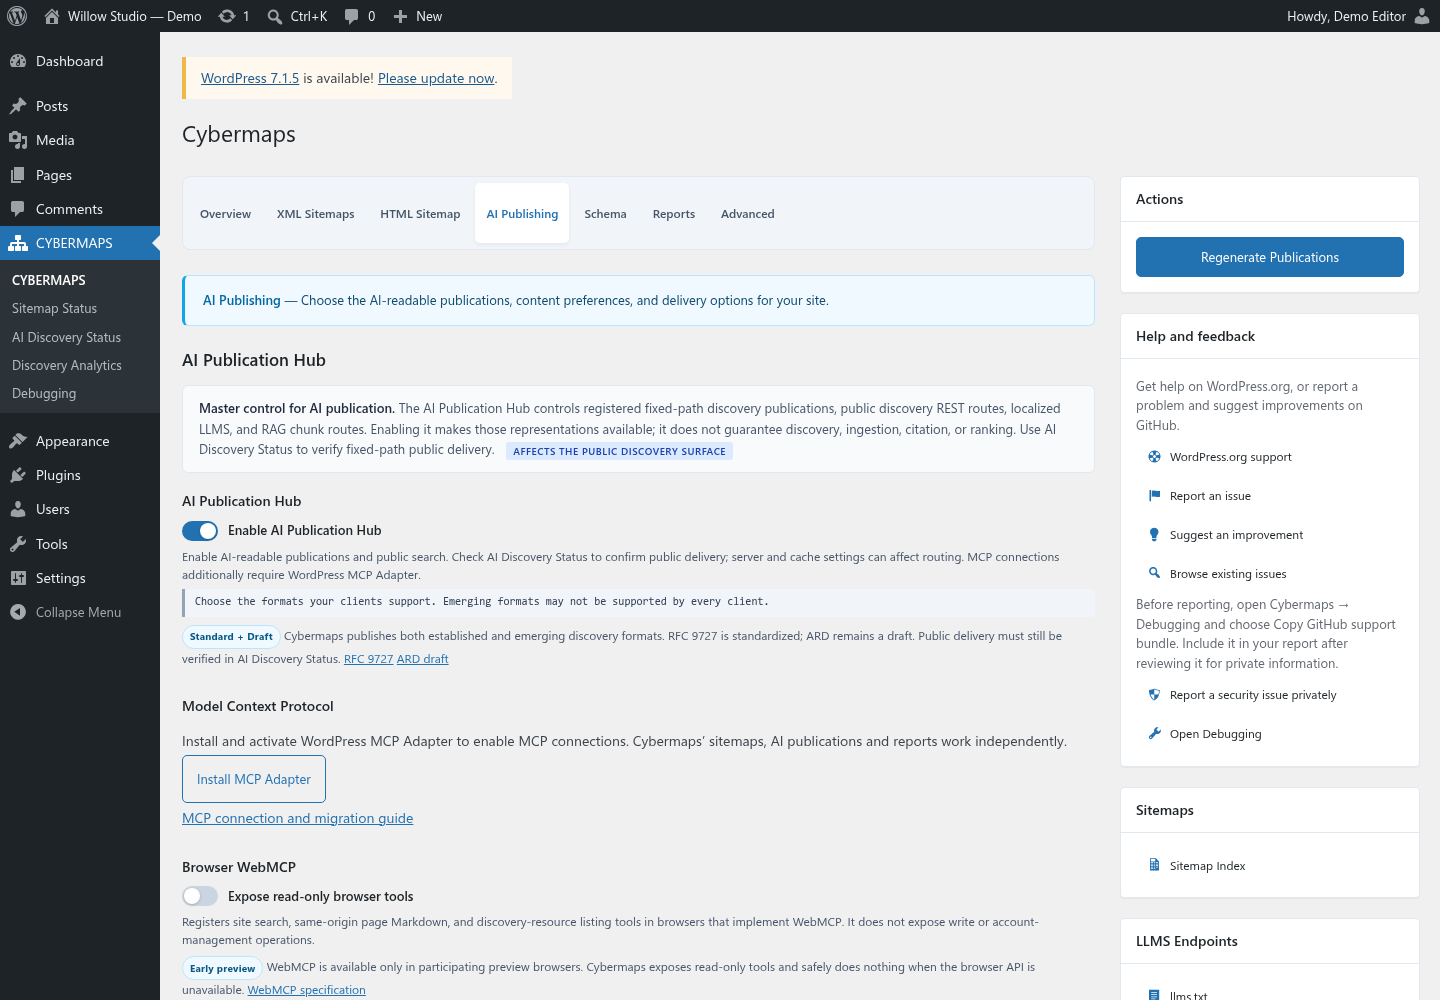 Willow Studio — Demo
1
Ctrl+K
0
New
Howdy, Demo Editor
Dashboard
Posts
Media
Pages
Comments
CYBERMAPS
CYBERMAPS
Sitemap Status
AI Discovery Status
Discovery Analytics
Debugging
Appearance
Plugins
Users
Tools
Settings
Collapse Menu
WordPress 7.1.5 is available! Please update now.
Cybermaps
Overview
XML Sitemaps
HTML Sitemap
AI Publishing
Schema
Reports
Advanced
AI Publishing — Choose the AI-readable publications, content preferences, and delivery options for your site.
AI Publication Hub
Master control for AI publication. The AI Publication Hub controls registered fixed-path discovery publications, public discovery REST routes, localized
LLMS, and RAG chunk routes. Enabling it makes those representations available; it does not guarantee discovery, ingestion, citation, or ranking. Use AI
Discovery Status to verify fixed-path public delivery. AFFECTS THE PUBLIC DISCOVERY SURFACE
AI Publication Hub
Enable AI Publication Hub
Enable AI-readable publications and public search. Check AI Discovery Status to confirm public delivery; server and cache settings can affect routing. MCP connections
additionally require WordPress MCP Adapter.
Choose the formats your clients support. Emerging formats may not be supported by every client.
Standard + Draft Cybermaps publishes both established and emerging discovery formats. RFC 9727 is standardized; ARD remains a draft. Public delivery must still be
verified in AI Discovery Status. RFC 9727 ARD draft
Model Context Protocol
Install and activate WordPress MCP Adapter to enable MCP connections. Cybermaps’ sitemaps, AI publications and reports work independently.
Install MCP Adapter
MCP connection and migration guide
Browser WebMCP
Expose read-only browser tools
Registers site search, same-origin page Markdown, and discovery-resource listing tools in browsers that implement WebMCP. It does not expose write or account-
management operations.
Early preview WebMCP is available only in participating preview browsers. Cybermaps exposes read-only tools and safely does nothing when the browser API is
unavailable. WebMCP specification
Actions
Regenerate Publications
Help and feedback
Get help on WordPress.org, or report a
problem and suggest improvements on
GitHub.
WordPress.org support
Report an issue
Suggest an improvement
Browse existing issues
Before reporting, open Cybermaps →
Debugging and choose Copy GitHub support
bundle. Include it in your report after
reviewing it for private information.
Report a security issue privately
Open Debugging
Sitemaps
Sitemap Index
LLMS Endpoints
llms.txt